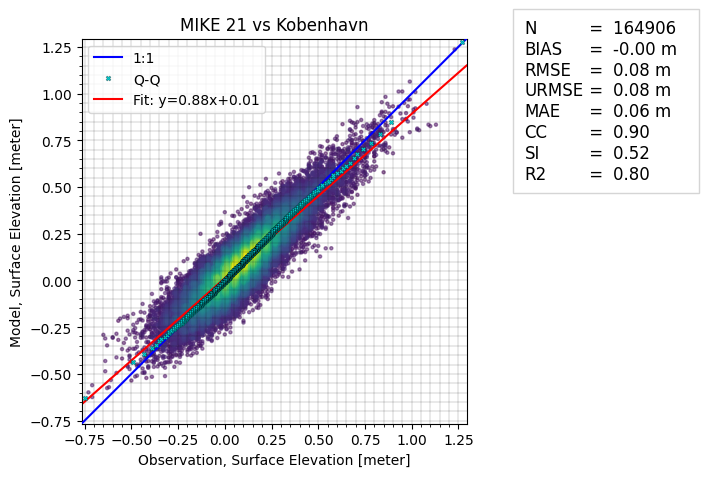 MIKE 21 vs Kobenhavn
N = 164906
BIAS = -0.00 m
RMSE = 0.08 m
URMSE = 0.08 m
MAE = 0.06 m
CC = 0.90
SI = 0.52
R2 = 0.80
1:1
Q-Q
Fit: y=0.88x+0.01
Model, Surface Elevation [meter]
1.25
1.00
0.75
0.50
0.25
0.00
−0.25
−0.50
−0.75
−0.75 −0.50 −0.25 0.00 0.25 0.50 0.75 1.00 1.25
Observation, Surface Elevation [meter]